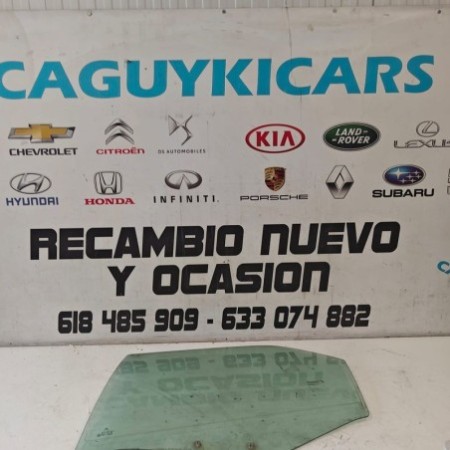 CAGUYKICARS
CHEVROLET CITROËN DS AUTOMOBILES KIA LAND ROVER LEXUS
HYUNDAI HONDA INFINITI PORSCHE SUBARU
RECAMBIO NUEVO
Y OCASION
618 485 909 - 633 074 882